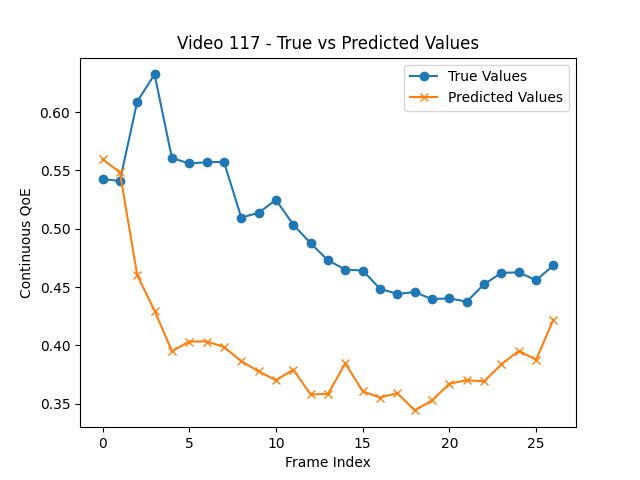 Video 117 - True vs Predicted Values
True Values
Predicted Values
0.60
0.55
0.50
0.45
0.40
0.35
Continuous QoE
0
5
10
15
20
25
Frame Index